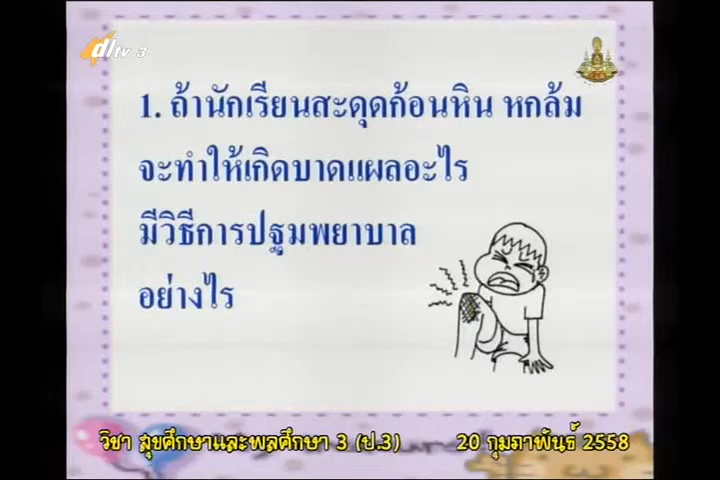 dltv 3
1. ถ้านักเรียนสะดุดก้อนหิน หกล้ม
จะทำให้เกิดบาดแผลอะไร
มีวิธีการปฐมพยาบาล
อย่างไร
วิชา สุขศึกษาและพลศึกษา 3 (ป.3) 20 กุมภาพันธ์ 2558